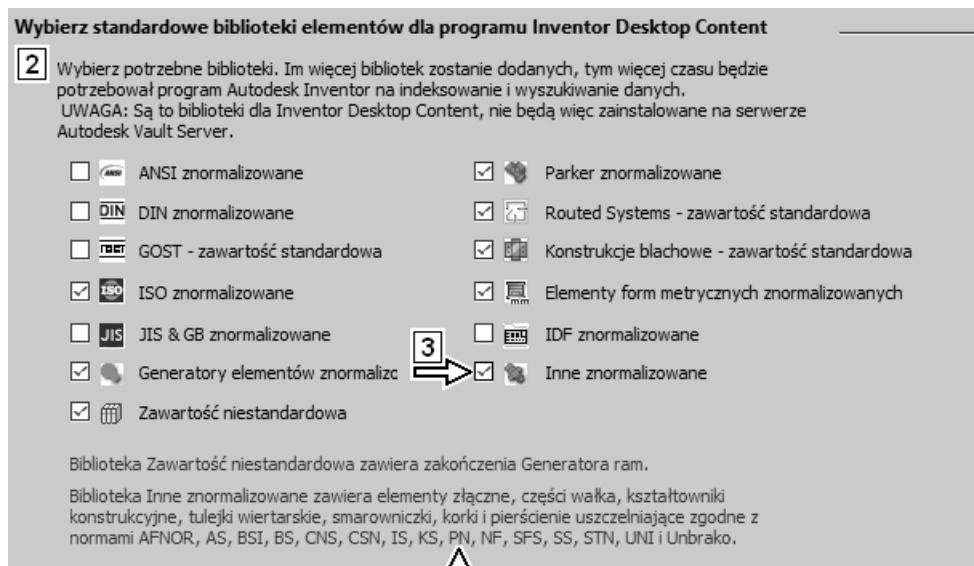 Wybierz standardowe biblioteki elementów dla programu Inventor Desktop Content
2
Wybierz potrzebne biblioteki. Im więcej bibliotek zostanie dodanych, tym więcej czasu będzie
potrzebował program Autodesk Inventor na indeksowanie i wyszukiwanie danych.
UWAGA: Są to biblioteki dla Inventor Desktop Content, nie będą więc zainstalowane na serwerze
Autodesk Vault Server.
ANSI ANSI znormalizowane
DIN DIN znormalizowane
ГОСТ GOST - zawartość standardowa
ISO ISO znormalizowane
JIS JIS & GB znormalizowane
Generatory elementów znormalizo
Zawartość niestandardowa
Parker znormalizowane
Routed Systems - zawartość standardowa
Konstrukcje blachowe - zawartość standardowa
mm Elementy form metrycznych znormalizowanych
IDF znormalizowane
3
Inne znormalizowane
Biblioteka Zawartość niestandardowa zawiera zakończenia Generatora ram.
Biblioteka Inne znormalizowane zawiera elementy złączne, części wałka, kształtowniki
konstrukcyjne, tulejki wiertarskie, smarowniczki, korki i pierścienie uszczelniające zgodne z
normami AFNOR, AS, BSI, BS, CNS, CSN, IS, KS, PN, NF, SFS, SS, STN, UNI i Unbrako.